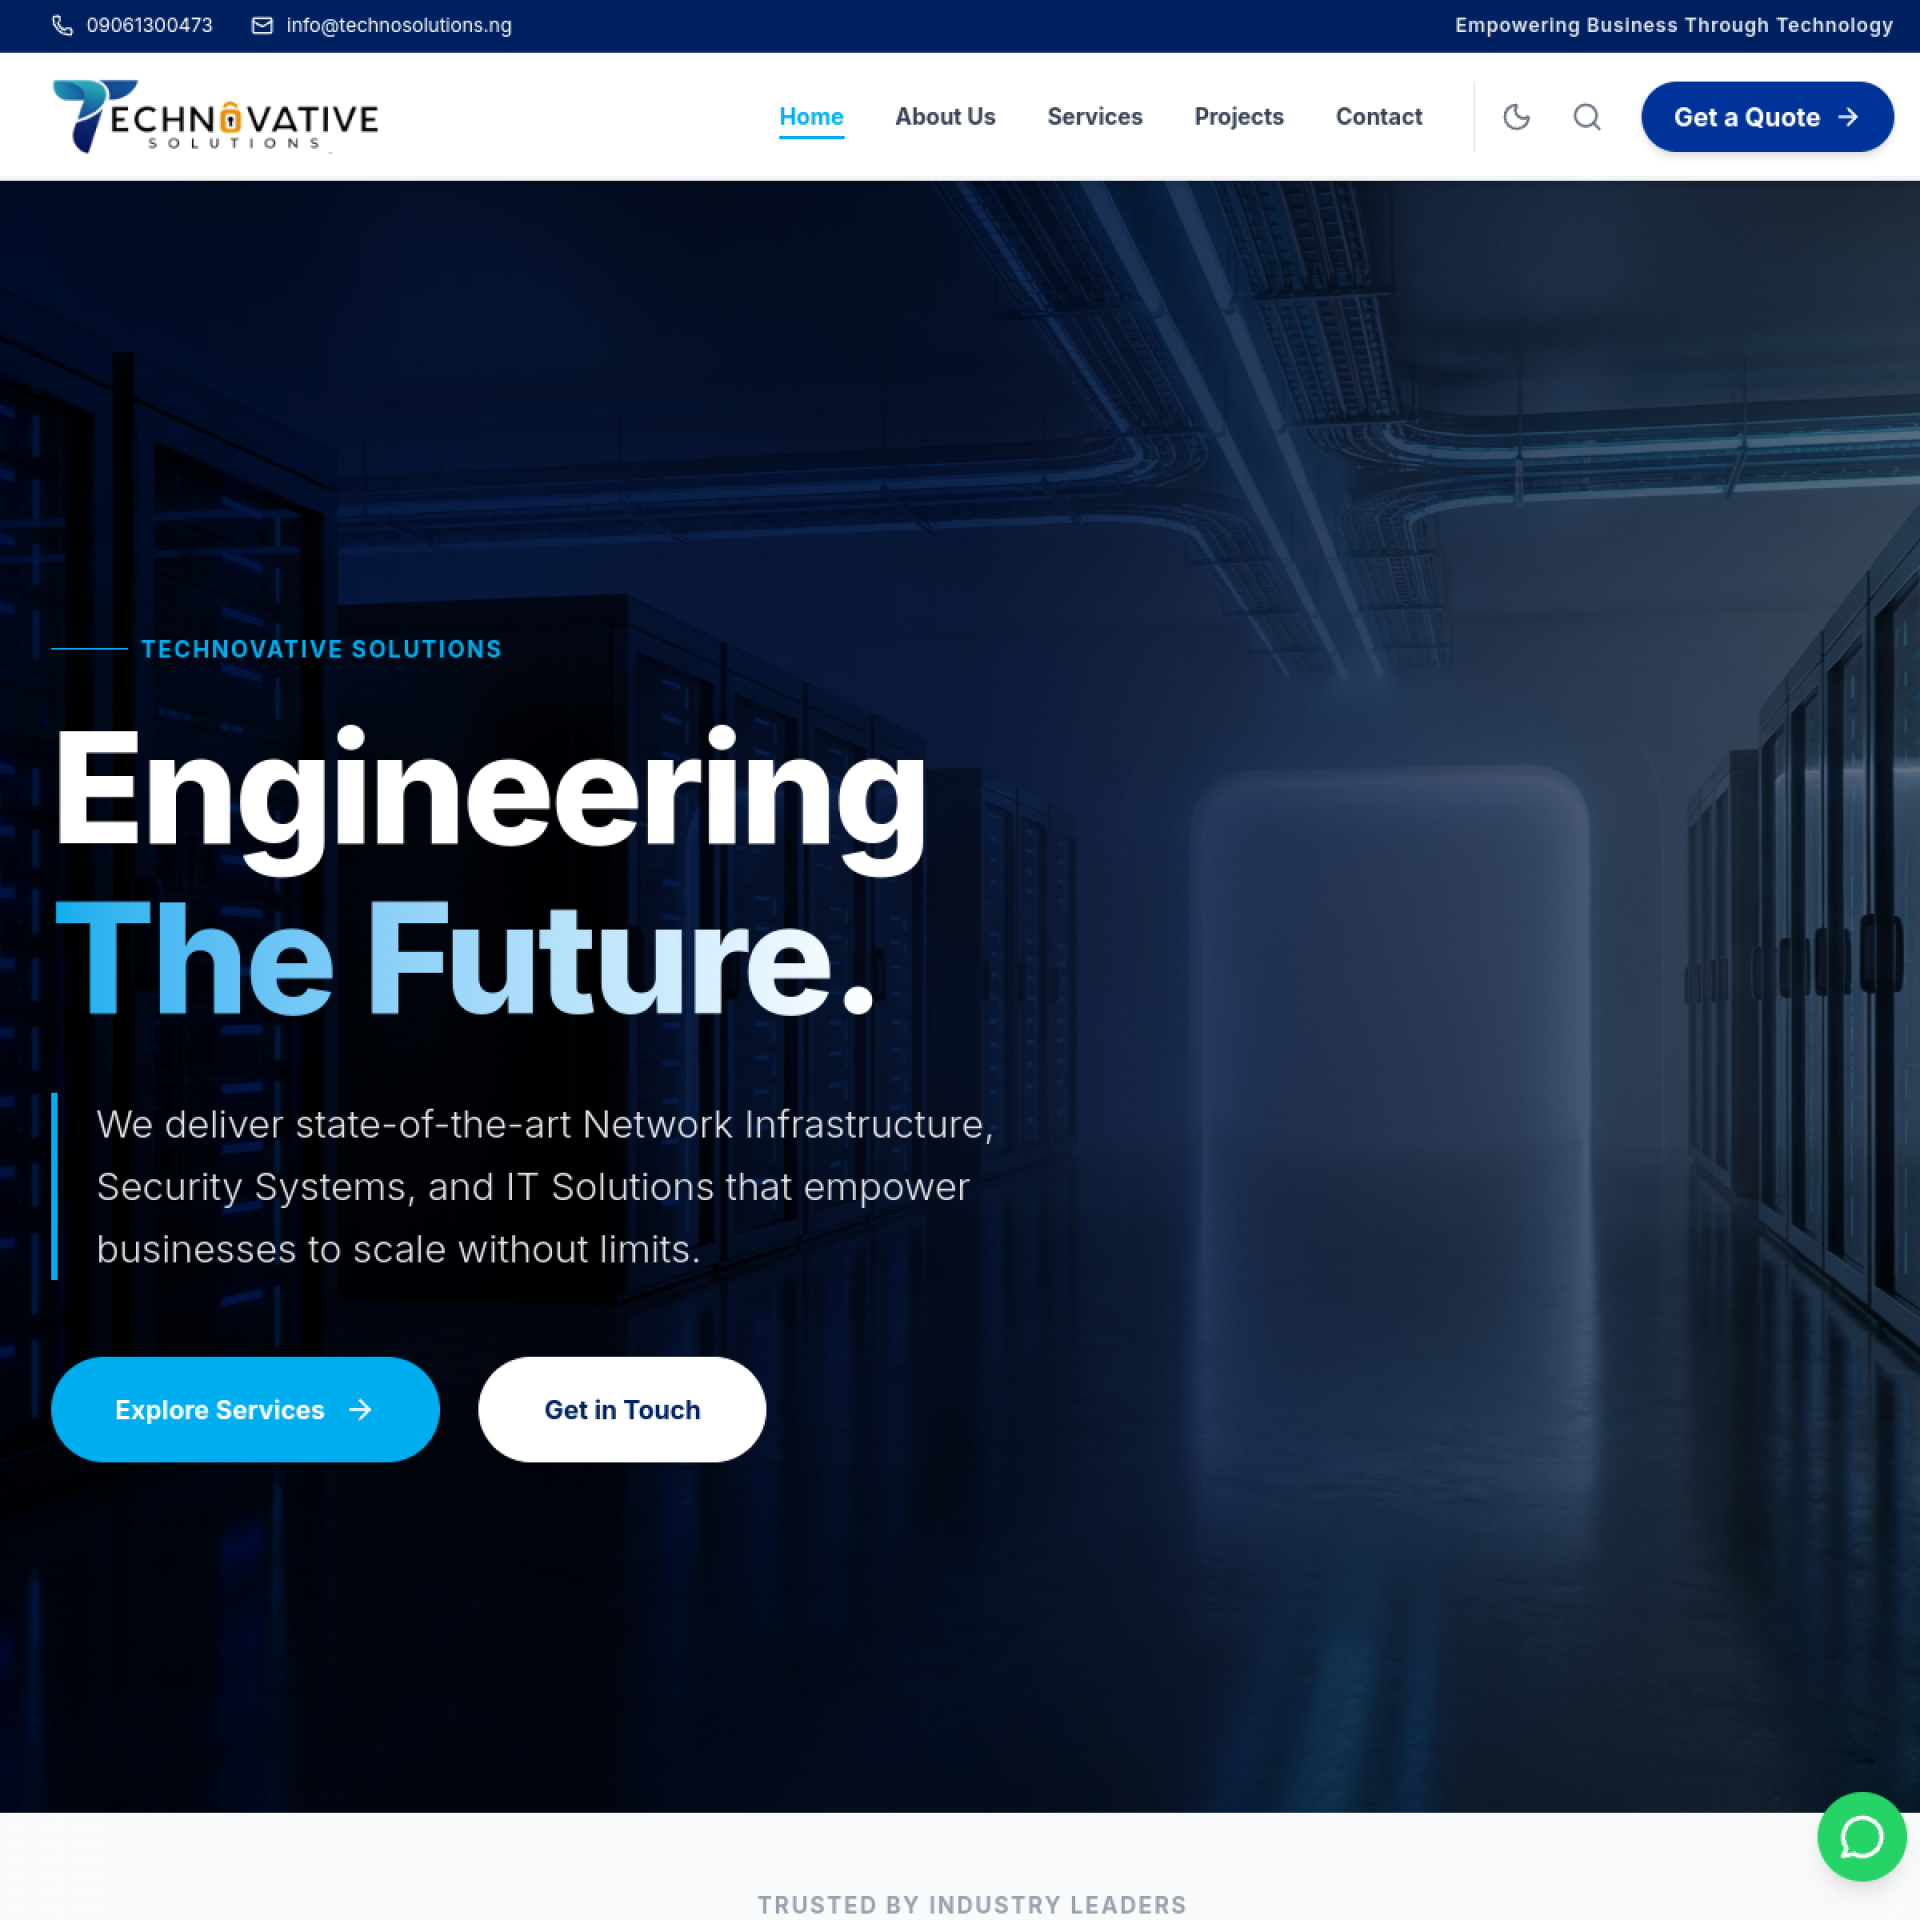 09061300473
info@technosolutions.ng
Empowering Business Through Technology
TECHNOVATIVE
SOLUTIONS
Home
About Us
Services
Projects
Contact
Get a Quote
TECHNOVATIVE SOLUTIONS
Engineering
The Future.
We deliver state-of-the-art Network Infrastructure,
Security Systems, and IT Solutions that empower
businesses to scale without limits.
Explore Services
Get in Touch
TRUSTED BY INDUSTRY LEADERS